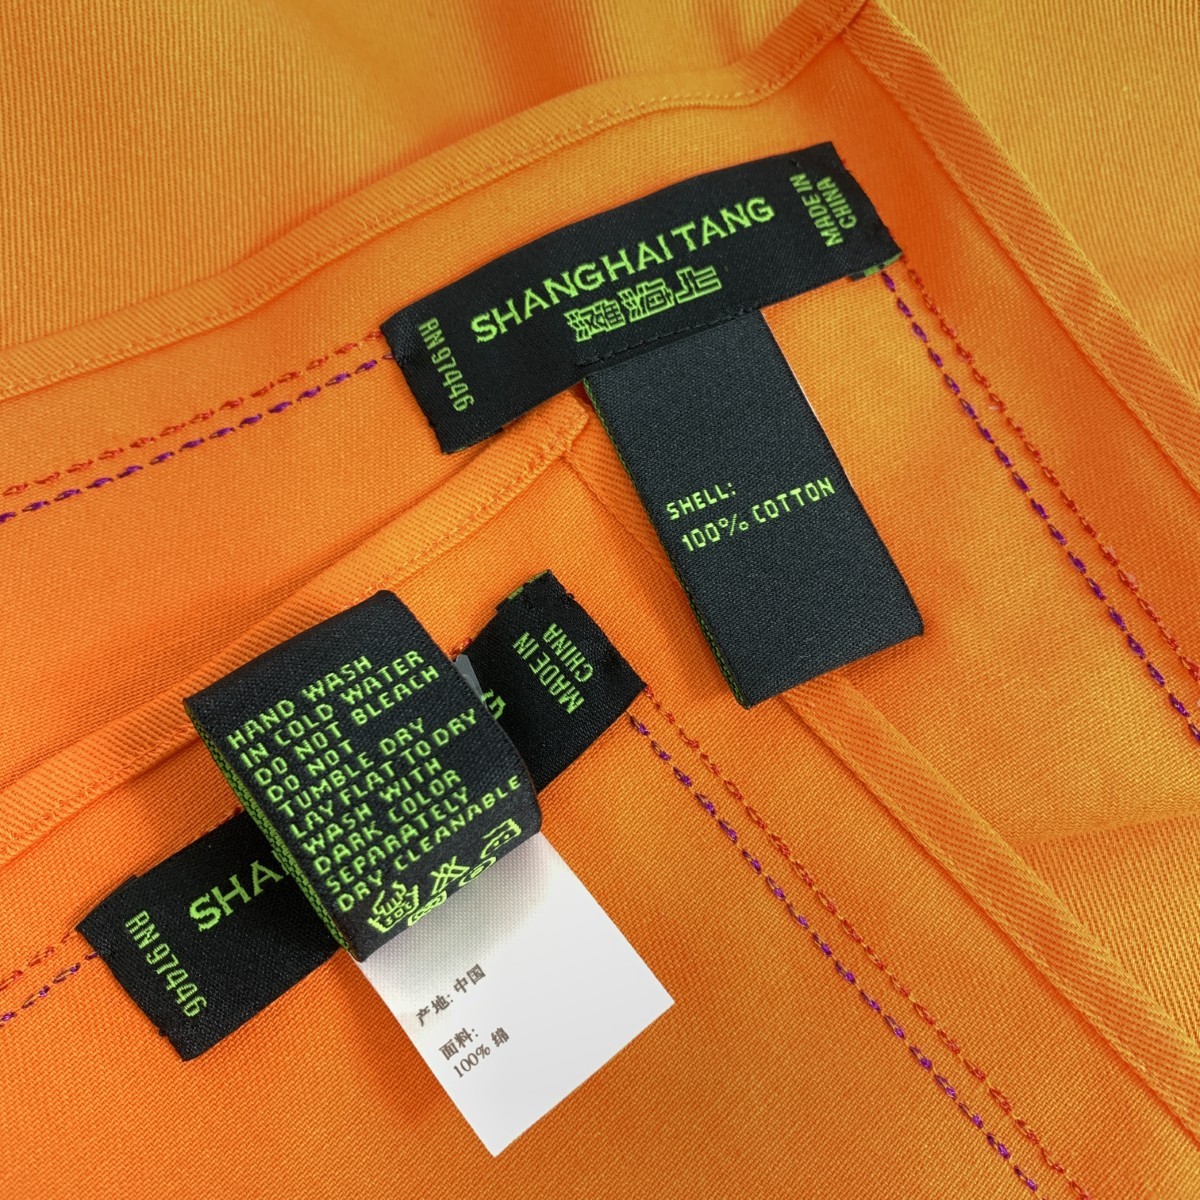 RN 97446
SHANGHAI TANG
灘海上
MADE IN
CHINA
SHELL:
100% COTTON
MADE IN
CHINA
HAND WASH
IN COLD WATER
DO NOT BLEACH
DO NOT
TUMBLE DRY
LAY FLAT TO DRY
WASH WITH
DARK COLOR
SEPARATELY
DRY CLEANABLE
RN 97446
SHA
G
产地: 中国
面料:
100% 绵